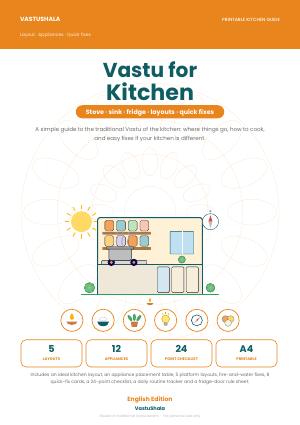 VASTUSHALA
PRINTABLE KITCHEN GUIDE
Layout · Appliances · Quick fixes
Vastu for
Kitchen
Stove · sink · fridge · layouts · quick fixes
A simple guide to the traditional Vastu of the kitchen: where things go, how to cook,
and easy fixes if your kitchen is different.
5
LAYOUTS
12
APPLIANCES
24
POINT CHECKLIST
A4
PRINTABLE
Includes an ideal kitchen layout, an appliance placement table, 5 platform layouts, fire-and-water fixes, 8
quick-fix cards, a 24-point checklist, a daily routine tracker and a fridge-door rule sheet.
English Edition
VastuShala